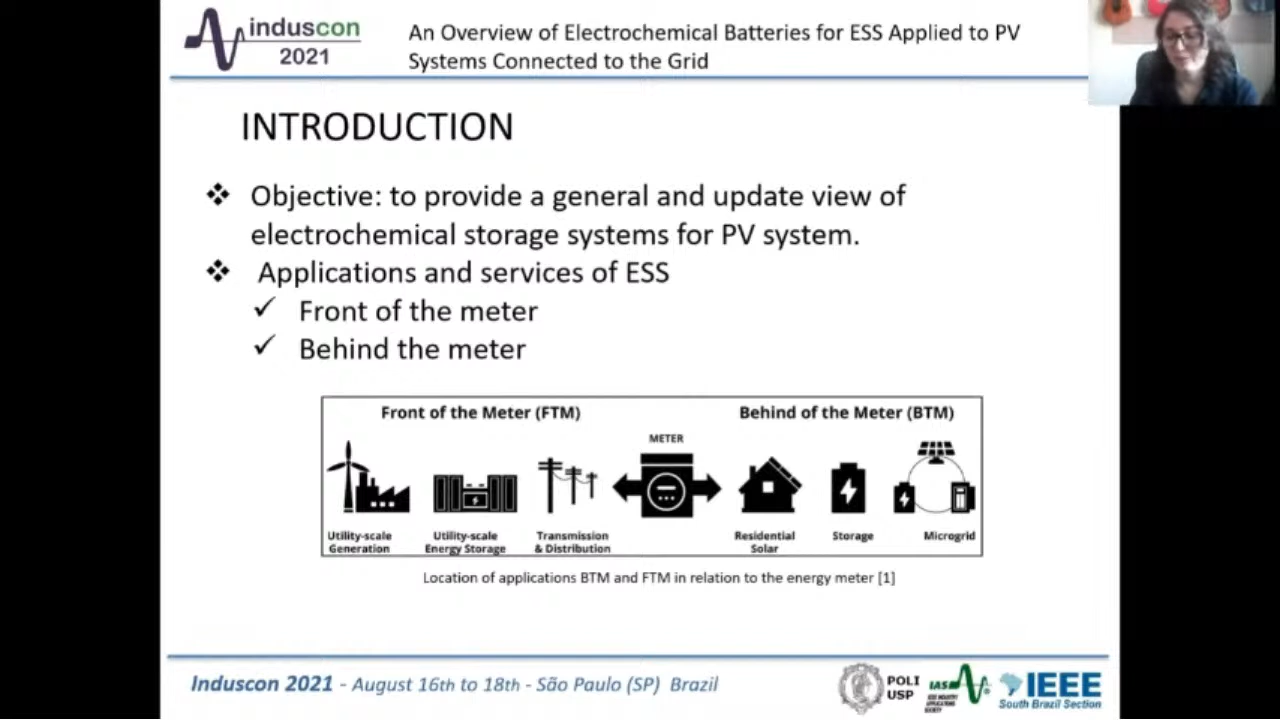 induscon
2021
An Overview of Electrochemical Batteries for ESS Applied to PV
Systems Connected to the Grid
INTRODUCTION
Objective: to provide a general and update view of
electrochemical storage systems for PV system.
Applications and services of ESS
Front of the meter
Behind the meter
Front of the Meter (FTM)
Behind of the Meter (BTM)
METER
Utility-scale
Generation
Utility-scale
Energy Storage
Transmission
& Distribution
Residential
Solar
Storage
Microgrid
Location of applications BTM and FTM in relation to the energy meter [1]
Induscon 2021 - August 16th to 18th - São Paulo (SP) Brazil
POLI
USP
IAS
IEEE INDUSTRY
APPLICATIONS
SOCIETY
IEEE
South Brazil Section